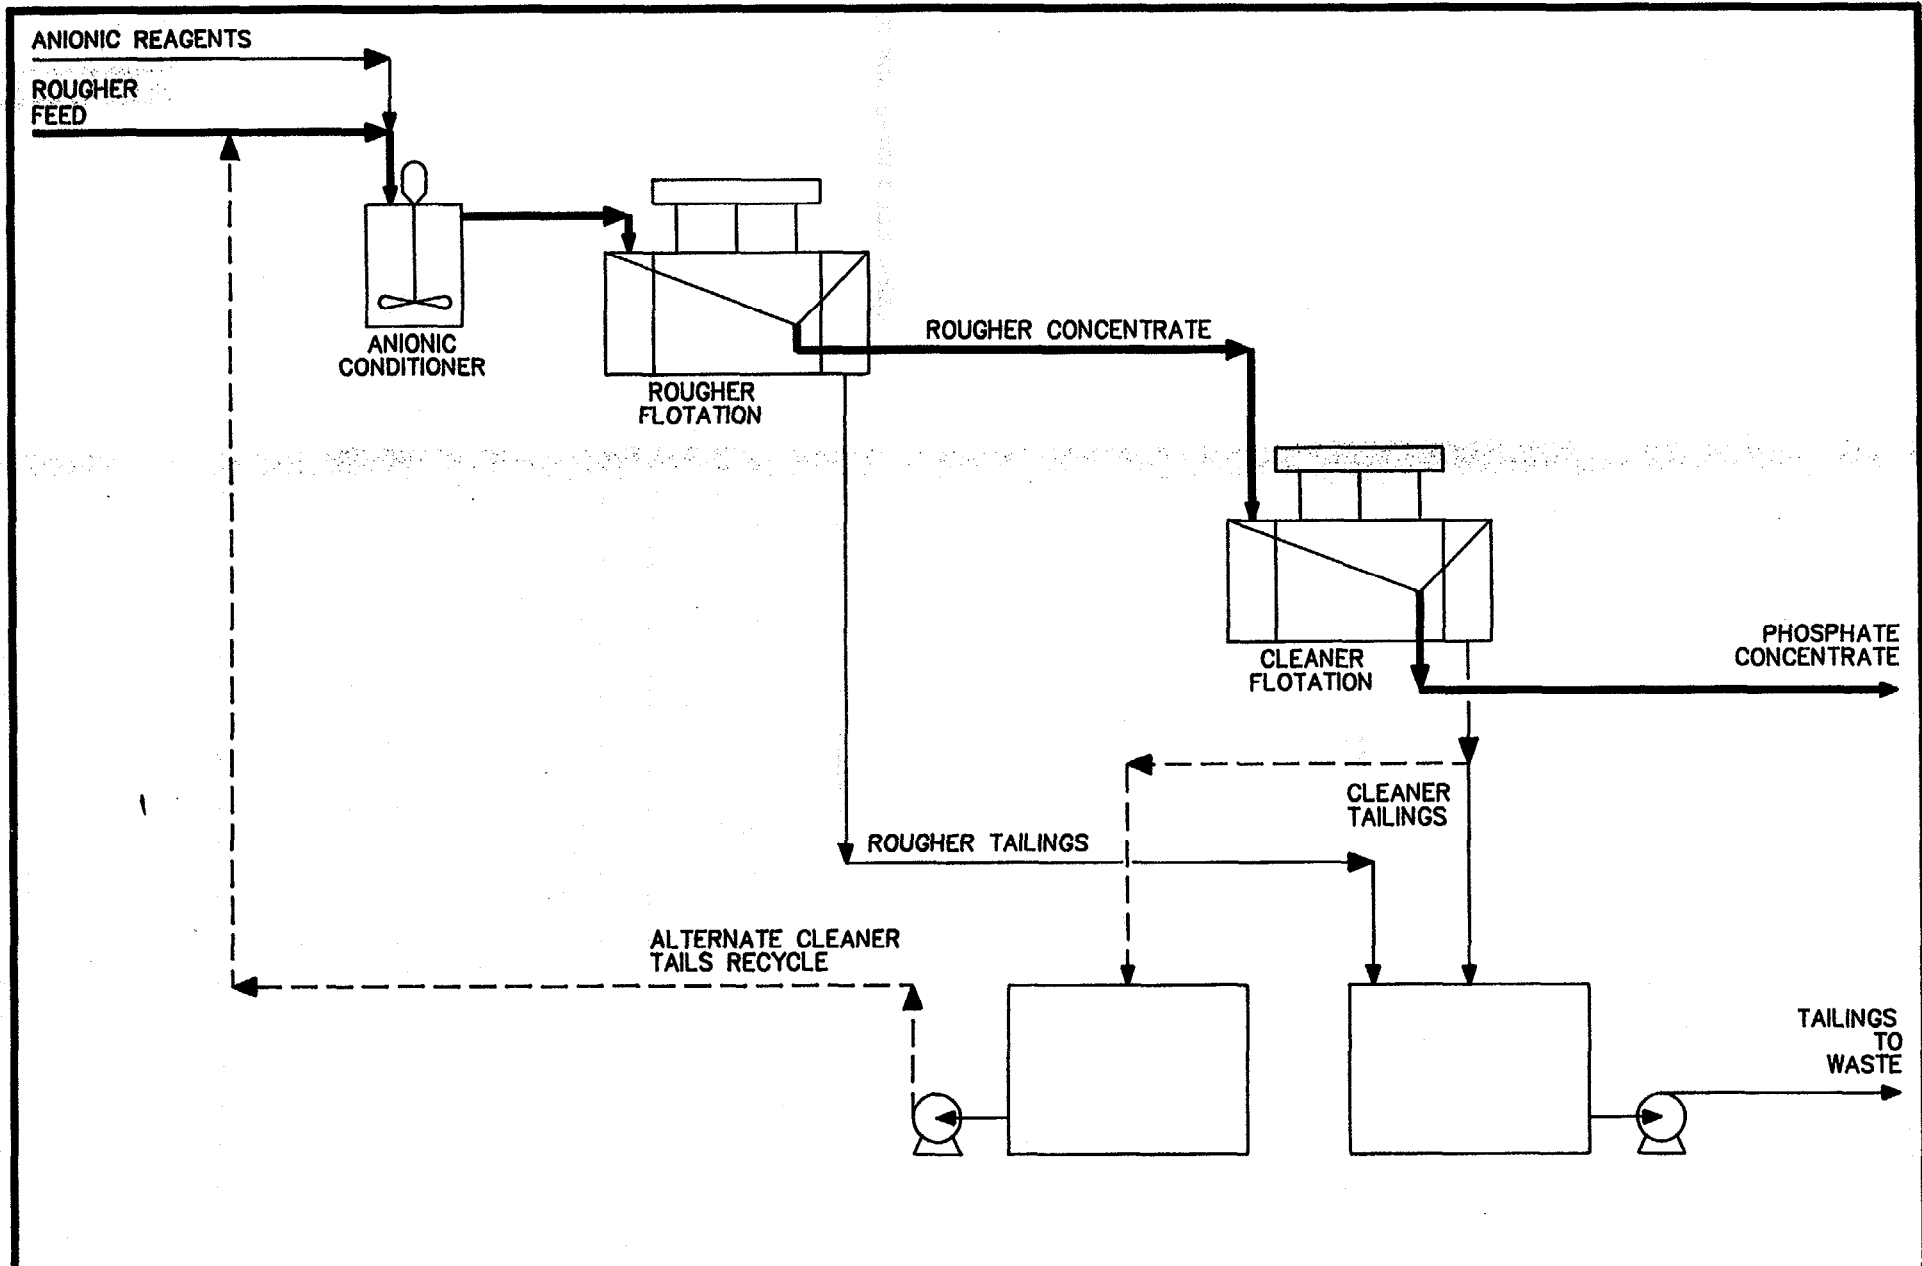 ANIONIC REAGENTS
ROUGHER
FEED
ANIONIC
CONDITIONER
ROUGHER
FLOTATION
ROUGHER CONCENTRATE
CLEANER
FLOTATION
PHOSPHATE
CONCENTRATE
CLEANER
TAILINGS
ROUGHER TAILINGS
ALTERNATE CLEANER
TAILS RECYCLE
TAILINGS
TO
WASTE